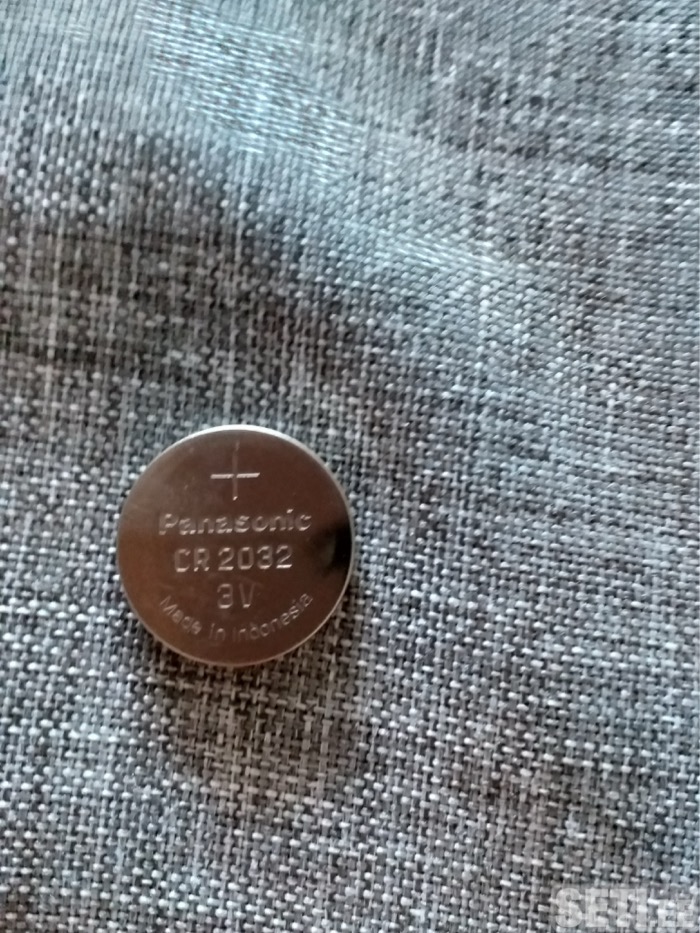 +
Panasonic
CR 2032
3V
Made in Indonesia